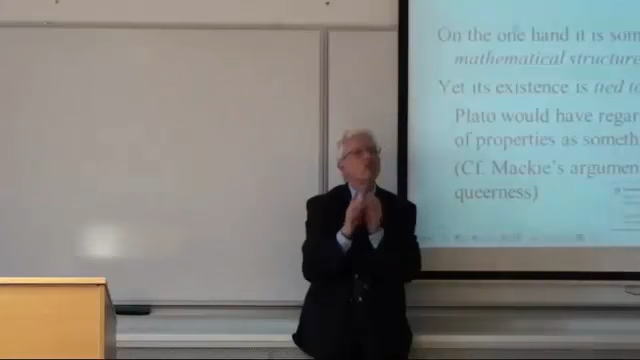 On the one hand it is som
mathematical structure
Yet its existence is tied to
Plato would have regar
of properties as someth
(Cf. Mackie's argumen
queerness)